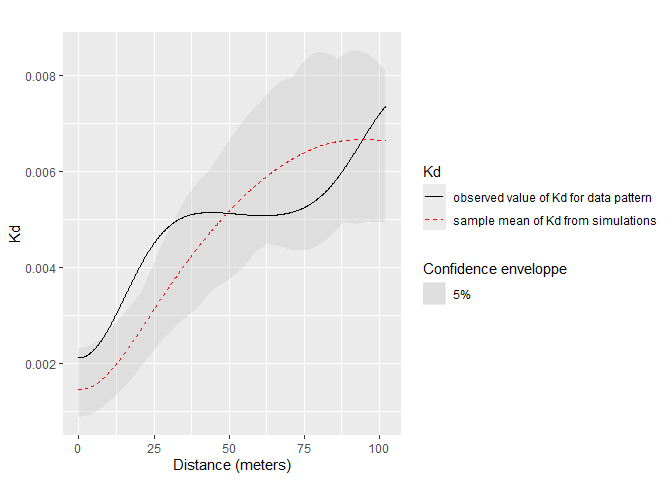 0.008
0.006
0.004
0.002
Kd
0
25
50
75
100
Distance (meters)
Kd
observed value of Kd for data pattern
sample mean of Kd from simulations
Confidence enveloppe
5%